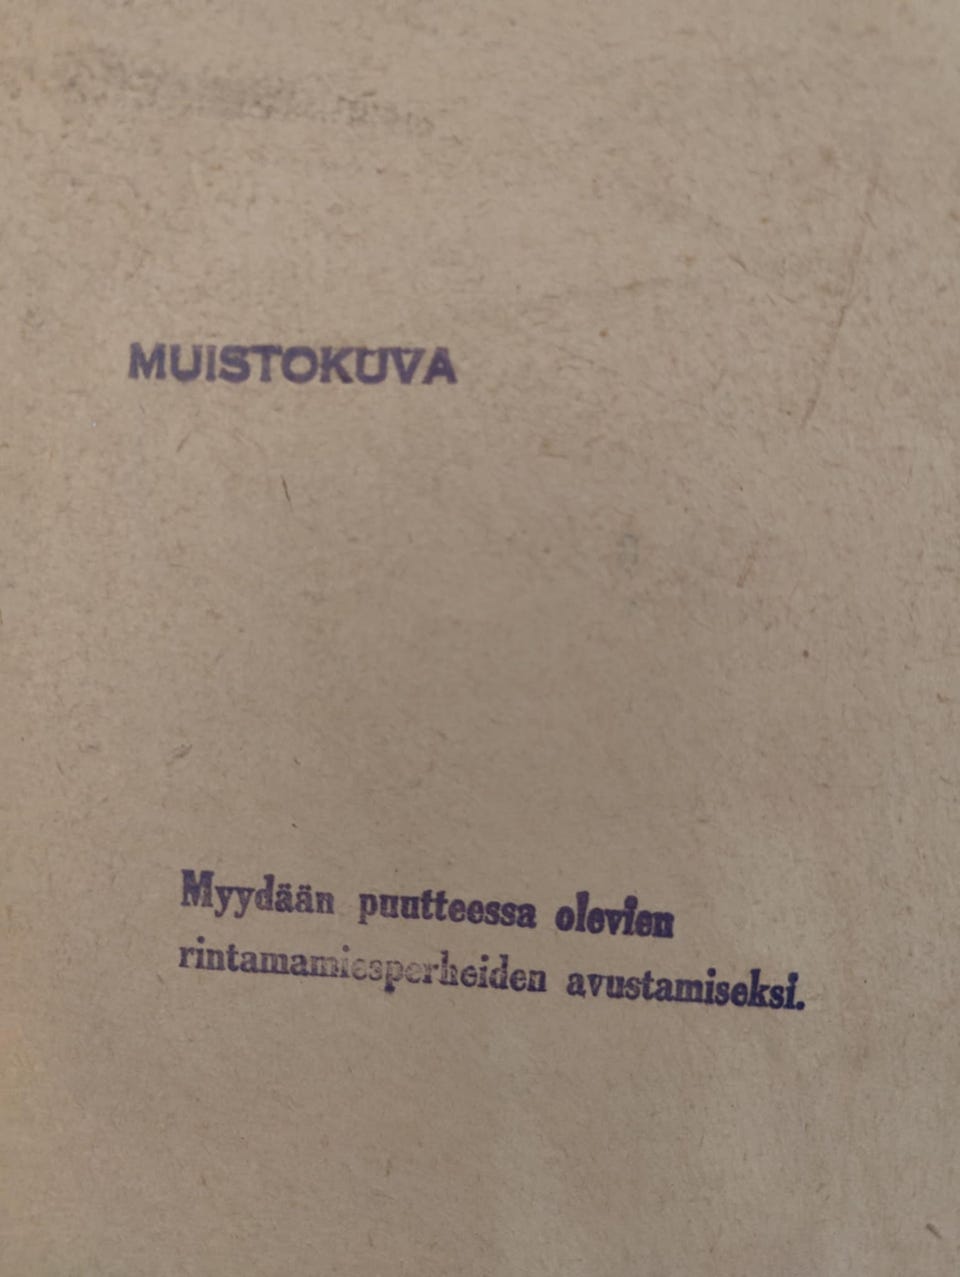 MUISTOKUVA
Myydään puutteessa olevien
rintamamiesperheiden avustamiseksi.